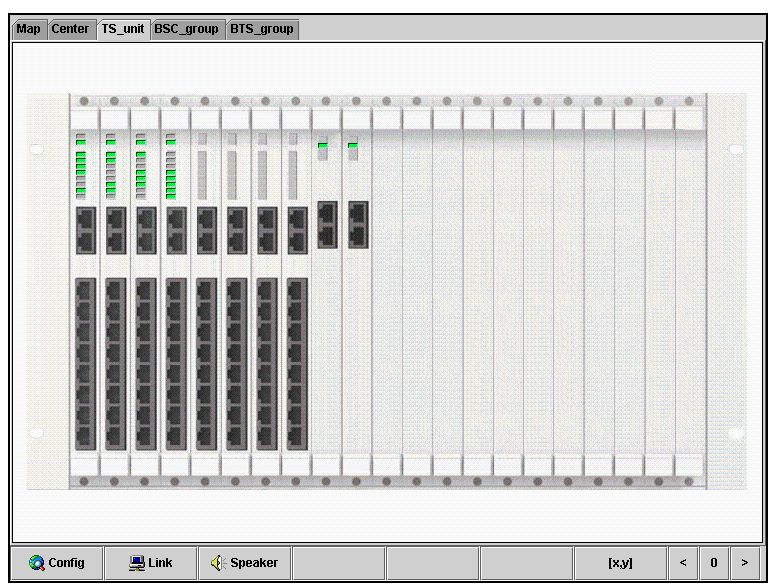 Map Center TS_unit BSC_group BTS_group
Config Link Speaker [x,y] < 0 >